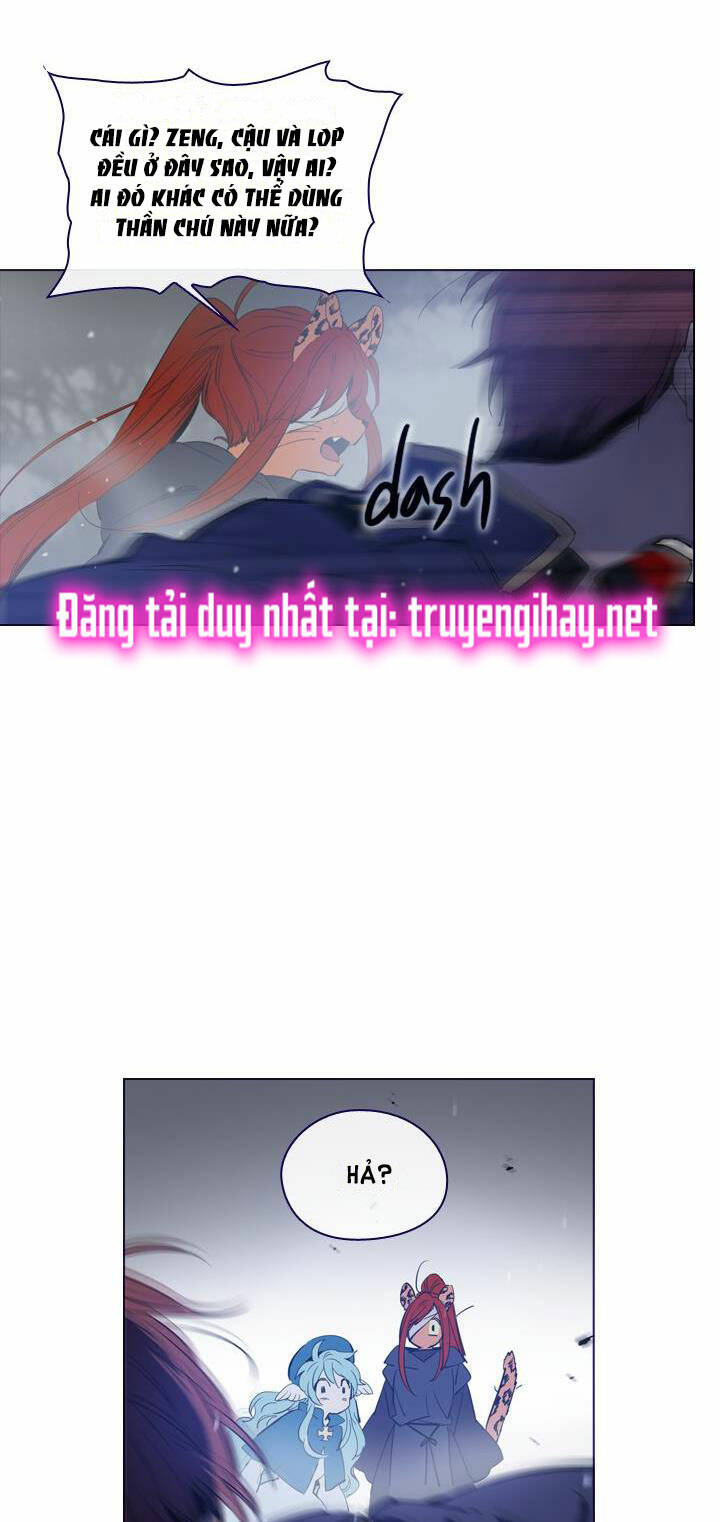 CÁI GÌ? ZENG, CẬU VÀ LOP
ĐỀU Ở ĐÂY SAO, VẬY AI?
AI ĐÓ KHÁC CÓ THỂ DÙNG
THẦN CHÚ NÀY NỮA?
dash
Đăng tải duy nhất tại: truyengihay.net
HẢ?